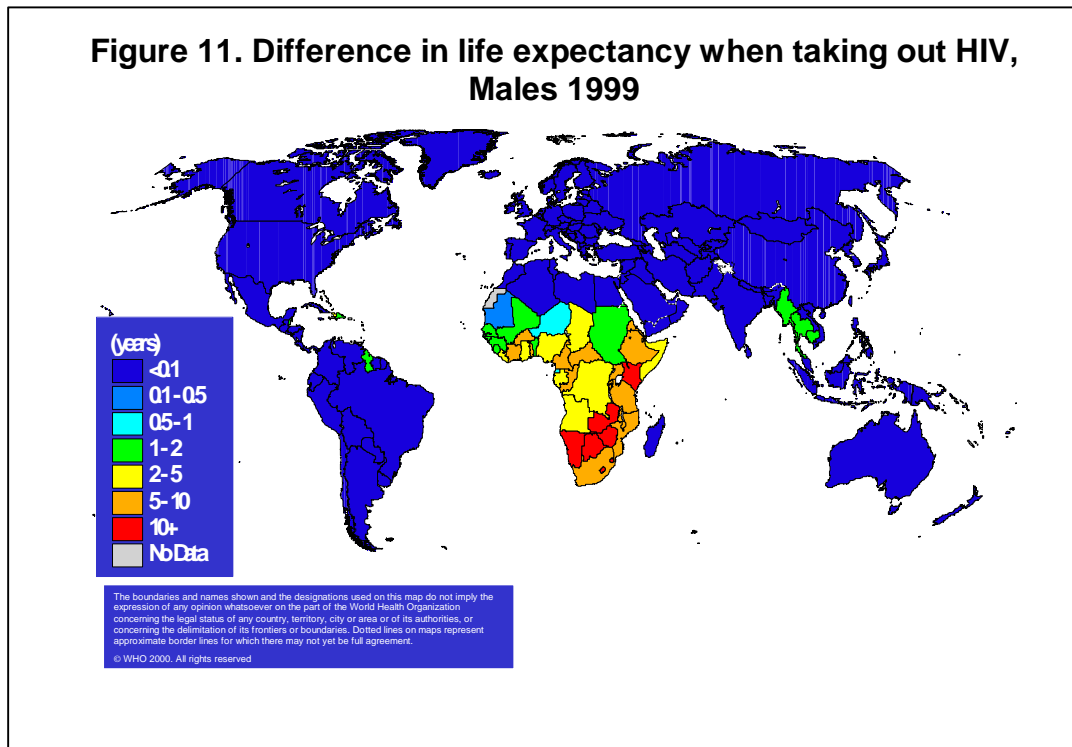 Figure 11. Difference in life expectancy when taking out HIV,
Males 1999
(years)
<0.1
0.1 - 0.5
0.5 - 1
1 - 2
2 - 5
5 - 10
10+
No Data
The boundaries and names shown and the designations used on this map do not imply the
expression of any opinion whatsoever on the part of the World Health Organization
concerning the legal status of any country, territory, city or area or of its authorities, or
concerning the delimitation of its frontiers or boundaries. Dotted lines on maps represent
approximate border lines for which there may not yet be full agreement.
© WHO 2000. All rights reserved